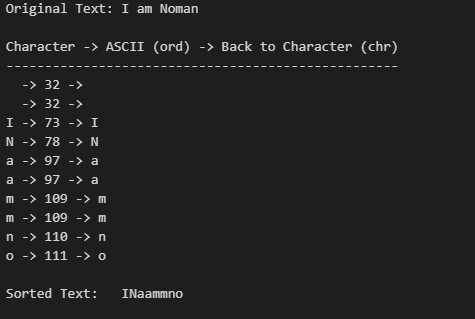 Original Text: I am Noman
Character -> ASCII (ord) -> Back to Character (chr)
--------------------------------------------------
  -> 32 ->
  -> 32 ->
I -> 73 -> I
N -> 78 -> N
a -> 97 -> a
a -> 97 -> a
m -> 109 -> m
m -> 109 -> m
n -> 110 -> n
o -> 111 -> o
Sorted Text:   INaammno